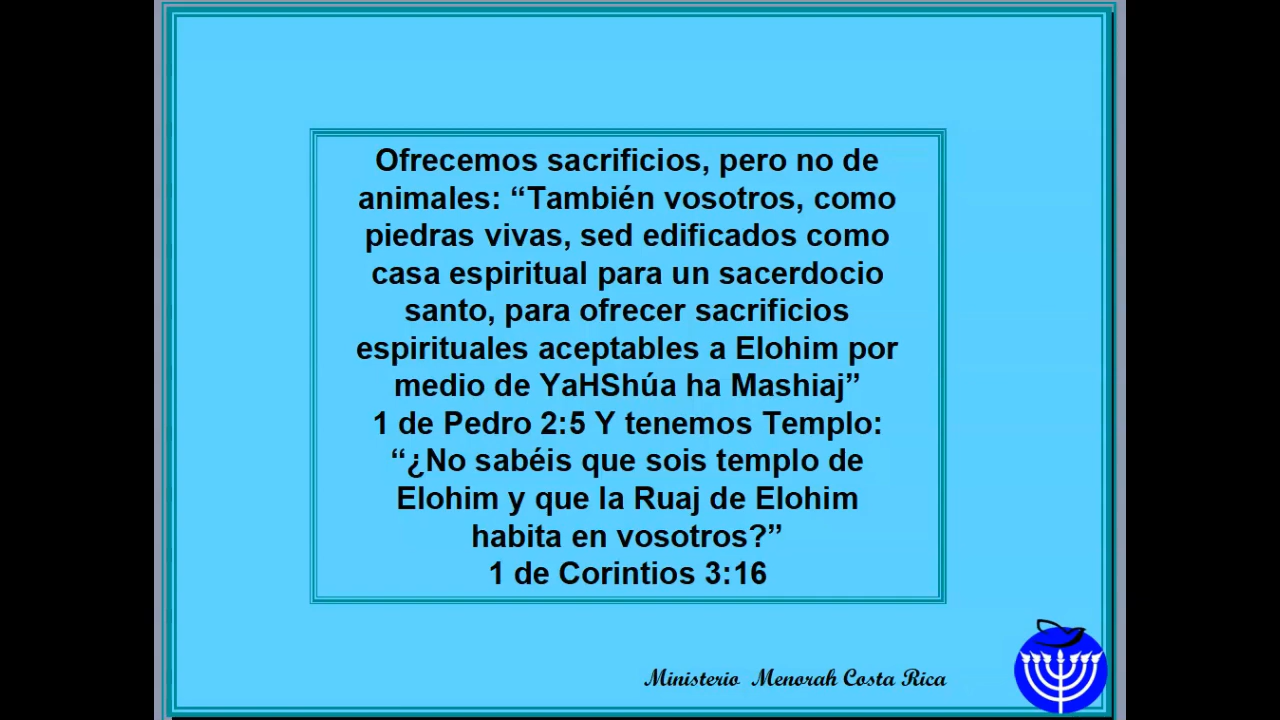 Ofrecemos sacrificios, pero no de
animales: “También vosotros, como
piedras vivas, sed edificados como
casa espiritual para un sacerdocio
santo, para ofrecer sacrificios
espirituales aceptables a Elohim por
medio de YaHShúa ha Mashiaj”
1 de Pedro 2:5 Y tenemos Templo:
“¿No sabéis que sois templo de
Elohim y que la Ruaj de Elohim
habita en vosotros?”
1 de Corintios 3:16
Ministerio Menorah Costa Rica